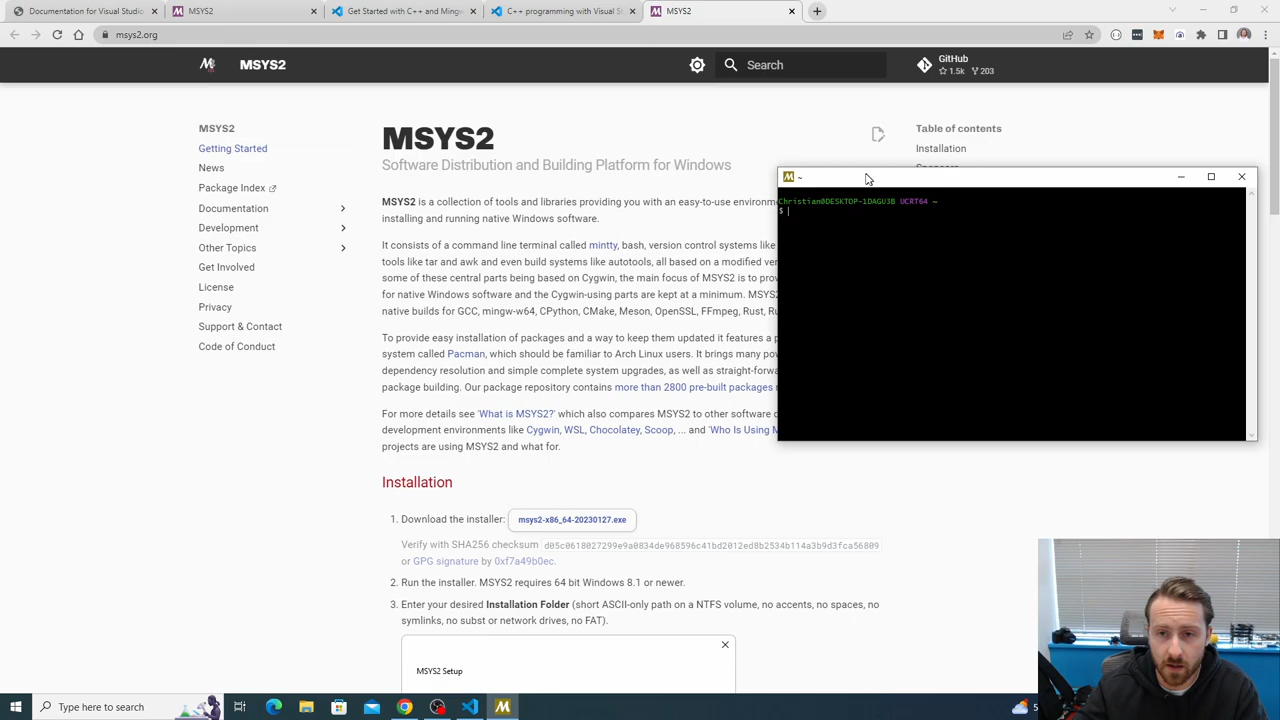 Documentation for Visual Studio
MSYS2
Get Started with C++ and Mingw
C++ programming with Visual St
MSYS2
msys2.org
MSYS2
Search
GitHub
1.5k 203
MSYS2
Getting Started
News
Package Index
Documentation
Development
Other Topics
Get Involved
License
Privacy
Support & Contact
Code of Conduct
MSYS2
Software Distribution and Building Platform for Windows
MSYS2 is a collection of tools and libraries providing you with an easy-to-use environm
installing and running native Windows software.
It consists of a command line terminal called mintty, bash, version control systems like
tools like tar and awk and even build systems like autotools, all based on a modified ver
some of these central parts being based on Cygwin, the main focus of MSYS2 is to prov
for native Windows software and the Cygwin-using parts are kept at a minimum. MSYS
native builds for GCC, mingw-w64, CPython, CMake, Meson, OpenSSL, FFmpeg, Rust, Ru
To provide easy installation of packages and a way to keep them updated it features a p
system called Pacman, which should be familiar to Arch Linux users. It brings many pow
dependency resolution and simple complete system upgrades, as well as straight-forwa
package building. Our package repository contains more than 2800 pre-built packages
For more details see 'What is MSYS2?' which also compares MSYS2 to other software d
development environments like Cygwin, WSL, Chocolatey, Scoop, ... and 'Who Is Using M
projects are using MSYS2 and what for.
Installation
1. Download the installer: msys2-x86_64-20230127.exe
Verify with SHA256 checksum d05c0618027299e9a0834de968596c41bd2012ed8b2534b114a3b9d3fca56809
or GPG signature by 0xf7a49b0ec.
2. Run the installer. MSYS2 requires 64 bit Windows 8.1 or newer.
3. Enter your desired Installation Folder (short ASCII-only path on a NTFS volume, no accents, no spaces, no
symlinks, no subst or network drives, no FAT).
MSYS2 Setup
Table of contents
Installation
~
Christian@DESKTOP-1DAGU3B UCRT64 ~
$
Type here to search